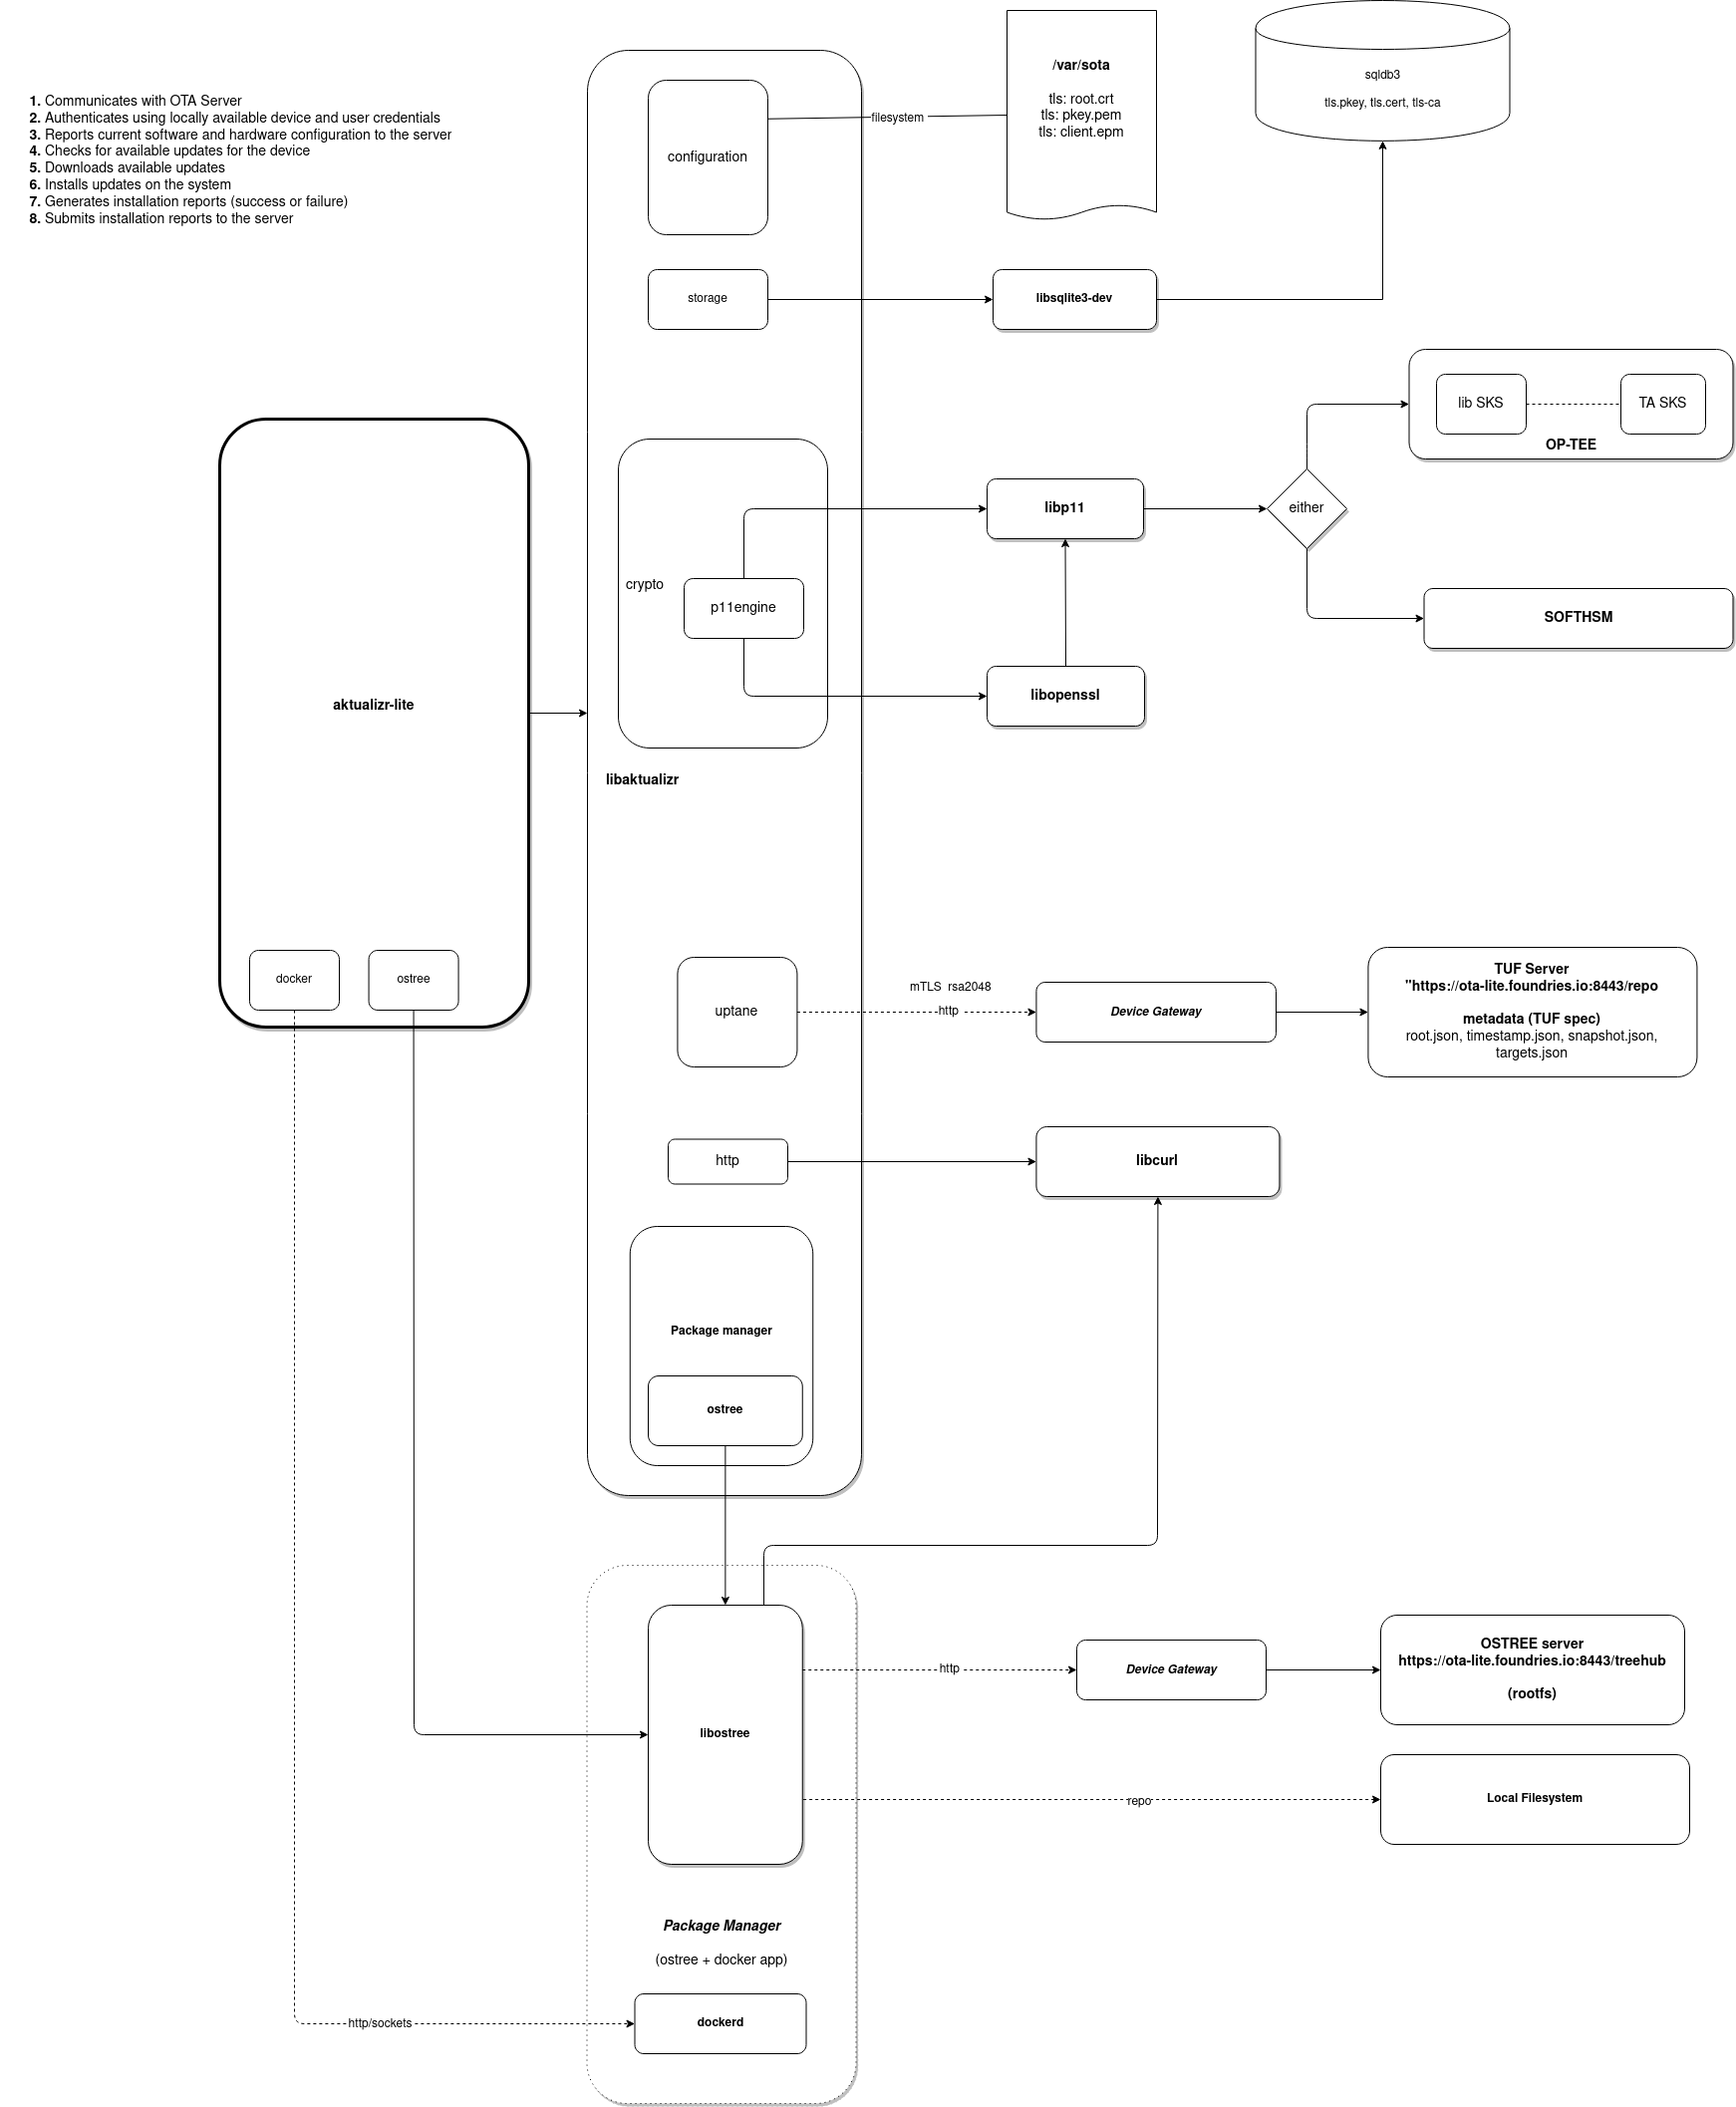 1. Communicates with OTA Server
2. Authenticates using locally available device and user credentials
3. Reports current software and hardware configuration to the server
4. Checks for available updates for the device
5. Downloads available updates
6. Installs updates on the system
7. Generates installation reports (success or failure)
8. Submits installation reports to the server
configuration
filesystem
/var/sota
tls: root.crt
tls: pkey.pem
tls: client.epm
sqldb3
tls.pkey, tls.cert, tls-ca
storage
libsqlite3-dev
lib SKS
TA SKS
OP-TEE
libp11
either
crypto
p11engine
SOFTHSM
libopenssl
aktualizr-lite
libaktualizr
docker
ostree
uptane
mTLS rsa2048
http
Device Gateway
TUF Server
"https://ota-lite.foundries.io:8443/repo
metadata (TUF spec)
root.json, timestamp.json, snapshot.json,
targets.json
http
libcurl
Package manager
ostree
libostree
http
Device Gateway
OSTREE server
https://ota-lite.foundries.io:8443/treehub
(rootfs)
repo
Local Filesystem
Package Manager
(ostree + docker app)
http/sockets
dockerd